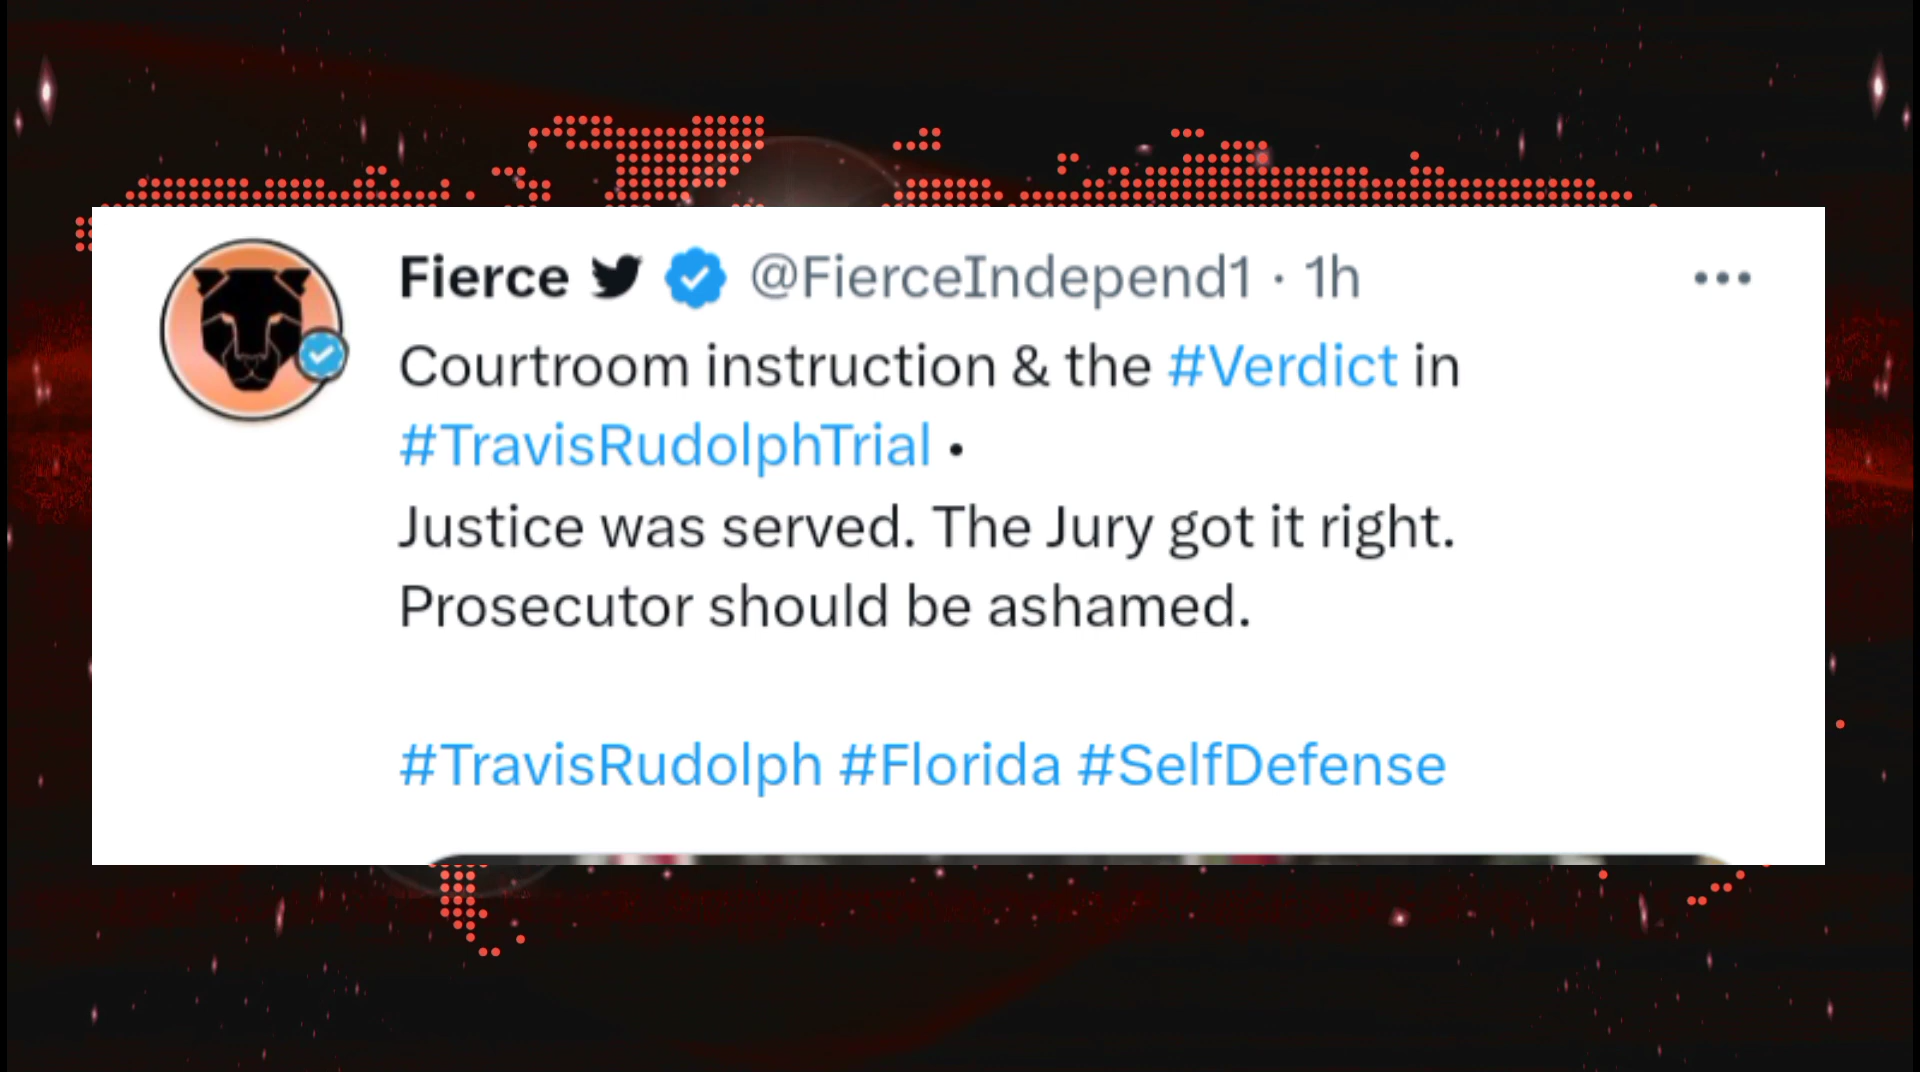 Fierce @FierceIndepend1 · 1h
Courtroom instruction & the #Verdict in
#TravisRudolphTrial •
Justice was served. The Jury got it right.
Prosecutor should be ashamed.
#TravisRudolph #Florida #SelfDefense